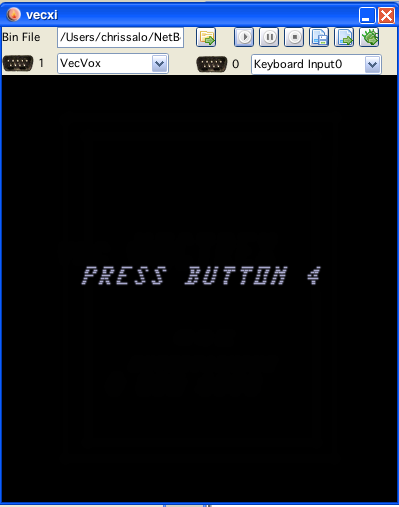 vecxi
Bin File /Users/chrissalo/NetB
1 VecVox 0 Keyboard Input0
PRESS BUTTON 4